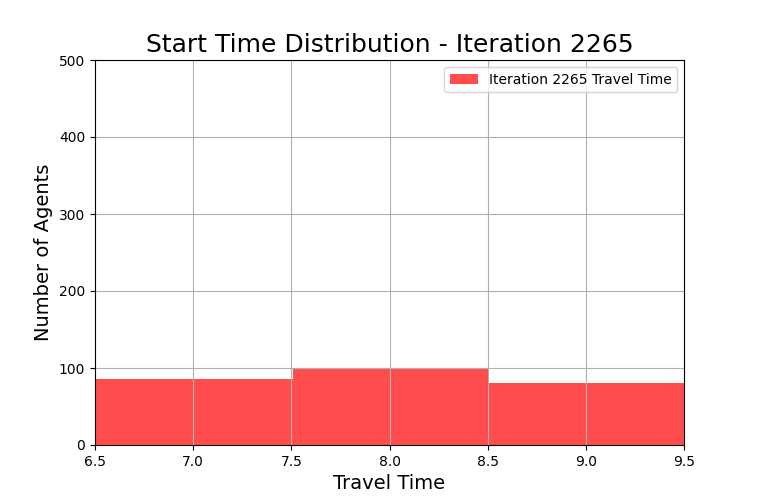 Start Time Distribution - Iteration 2265
Iteration 2265 Travel Time
Number of Agents
500
400
300
200
100
0
6.5 7.0 7.5 8.0 8.5 9.0 9.5
Travel Time